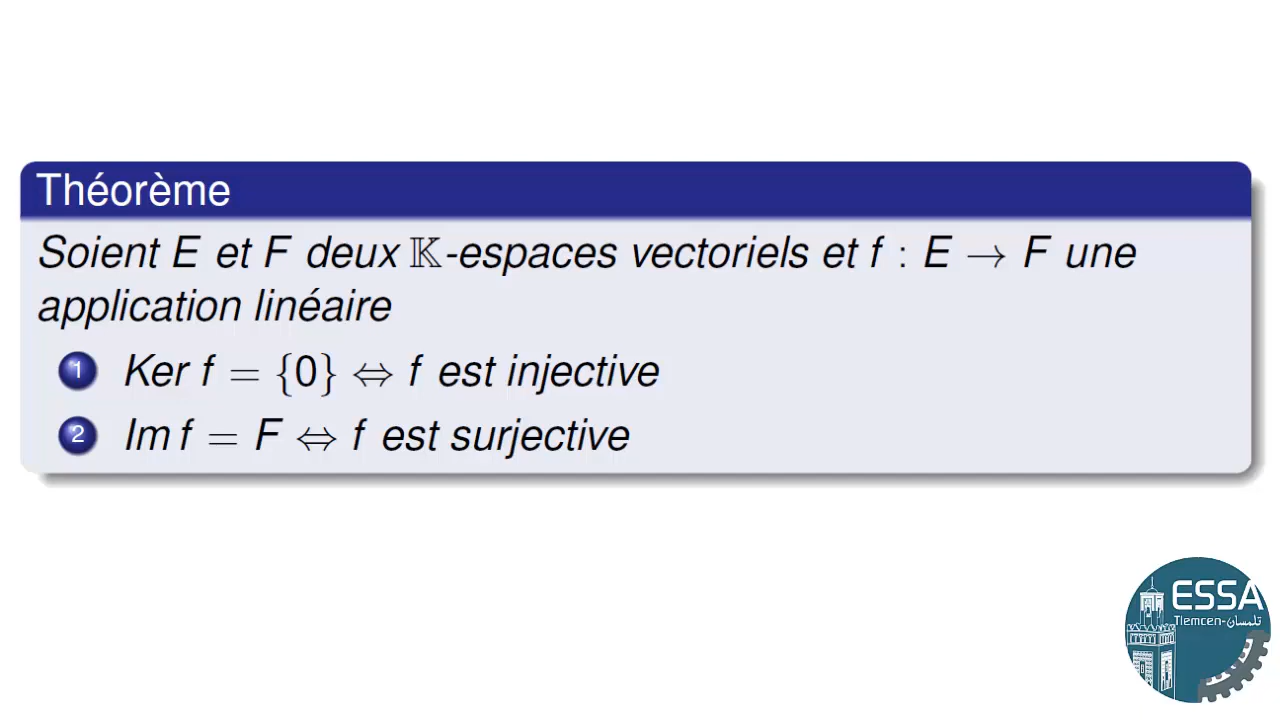 Théorème
Soient E et F deux 𝕂-espaces vectoriels et f : E → F une
application linéaire
1 Ker f = {0} ⇔ f est injective
2 Im f = F ⇔ f est surjective
ESSA
Tlemcen-تلمسان